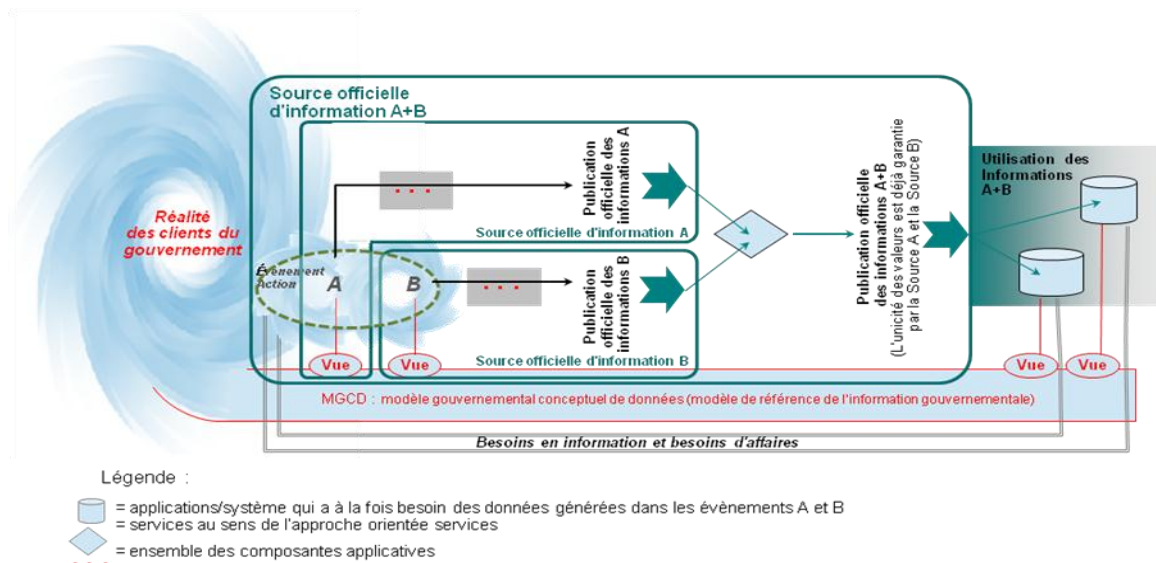 Source officielle
d'information A+B
Réalité
des clients du
gouvernement
Évènement
Action
A
B
...
Publication
officielle des
informations A
Source officielle d'information A
...
Publication
officielle des
informations B
Source officielle d'information B
Publication officielle
des informations A+B
(L'unicité des valeurs est déjà garantie
par la Source A et la Source B)
Utilisation des
Informations
A+B
Vue
Vue
Vue
Vue
MGCD : modèle gouvernemental conceptuel de données (modèle de référence de l'information gouvernementale)
Besoins en information et besoins d'affaires
Légende :
= applications/système qui a à la fois besoin des données générées dans les évènements A et B
= services au sens de l'approche orientée services
= ensemble des composantes applicatives
...